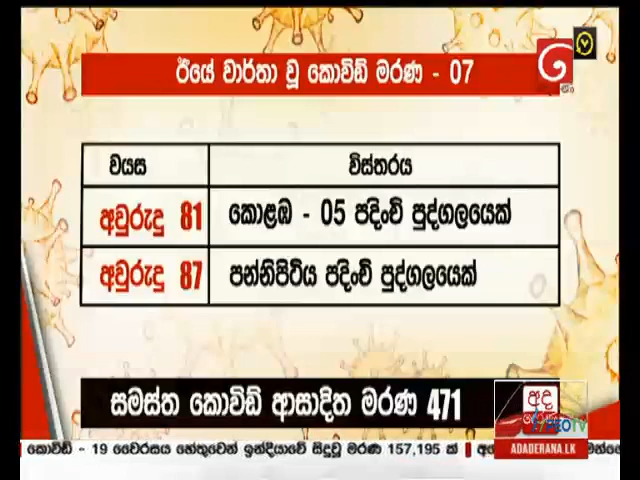 ඊයේ වාර්තා වූ කොවිඩ් මරණ - 07
වයස විස්තරය
අවුරුදු 81 කොළඹ - 05 පදිංචි පුද්ගලයෙක්
අවුරුදු 87 පන්නිපිටිය පදිංචි පුද්ගලයෙක්
සමස්ත කොවිඩ් ආසාදිත මරණ 471
අද
ADADERANA.LK
කොවිඩ් - 19 වෛරසය හේතුවෙන් ඉන්දියාවේ සිදුවූ මරණ 157,195 ක්